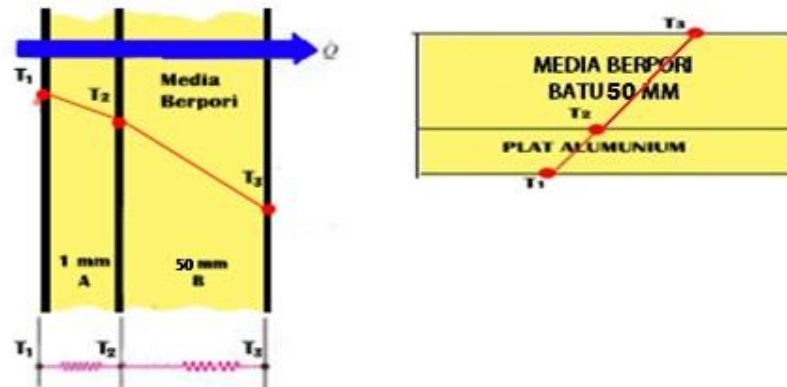 Q
T1
T2
Media
Berpori
T3
1 mm
A
50 mm
B
T1
T2
T3
T3
MEDIA BERPORI
BATU 50 MM
T2
PLAT ALUMUNIUM
T1